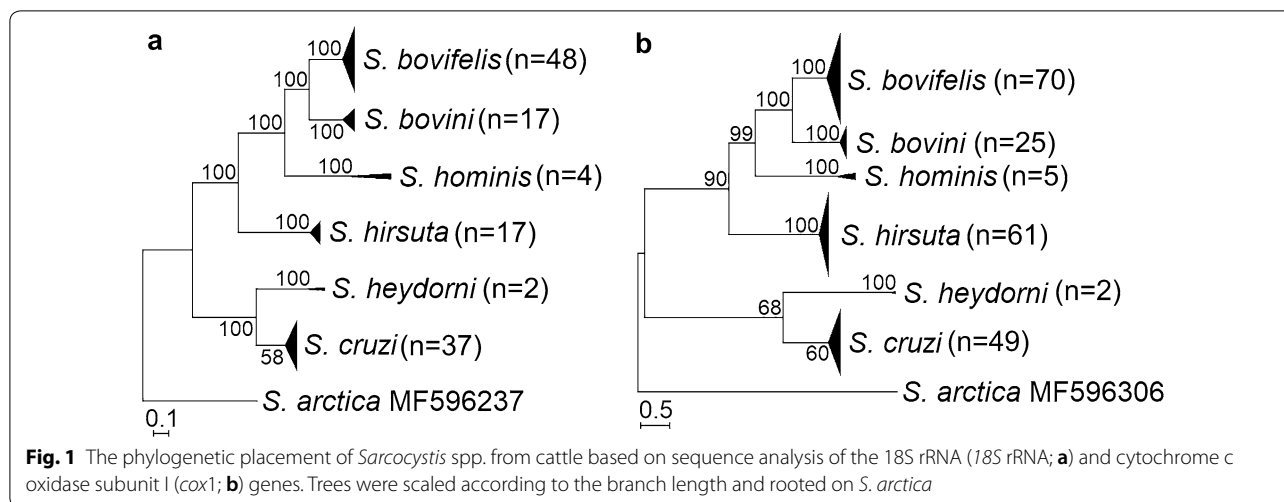 a
100
S. bovifelis (n=48)
100
100
S. bovini (n=17)
100
100
S. hominis (n=4)
100
100
S. hirsuta (n=17)
100
S. heydorni (n=2)
100
58
S. cruzi (n=37)
S. arctica MF596237
0.1
b
100
S. bovifelis (n=70)
100
100
S. bovini (n=25)
99
100
S. hominis (n=5)
90
100
S. hirsuta (n=61)
100
S. heydorni (n=2)
68
60
S. cruzi (n=49)
S. arctica MF596306
0.5
Fig. 1 The phylogenetic placement of Sarcocystis spp. from cattle based on sequence analysis of the 18S rRNA (18S rRNA; a) and cytochrome c
oxidase subunit I (cox1; b) genes. Trees were scaled according to the branch length and rooted on S. arctica